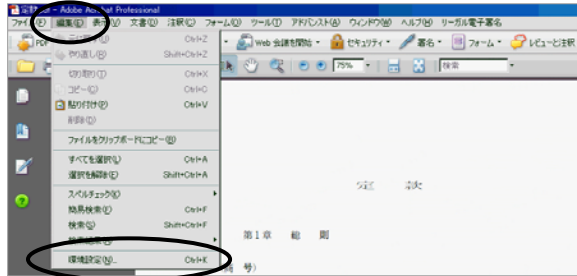 定款.pdf - Adobe Acrobat Professional
ファイル(F) 編集(E) 表示(V) 文書(D) 注釈(C) フォーム(O) ツール(T) アドバンスト(A) ウィンドウ(W) ヘルプ(H) リーガル電子署名
Web 会議を開始 セキュリティ 署名 フォーム レビューと注釈
やり直し(R) Shift+Ctrl+Z
Ctrl+Z
75% 検索
切り取り(T) Ctrl+X
コピー(C) Ctrl+C
貼り付け(P) Ctrl+V
削除(D)
ファイルをクリップボードにコピー(B)
すべてを選択(L) Ctrl+A
選択を解除(E) Shift+Ctrl+A
スペルチェック(K)
簡易検索(F) Ctrl+F
検索(S) Shift+Ctrl+F
環境設定(N)... Ctrl+K
定 款
第1章 総 則
号)